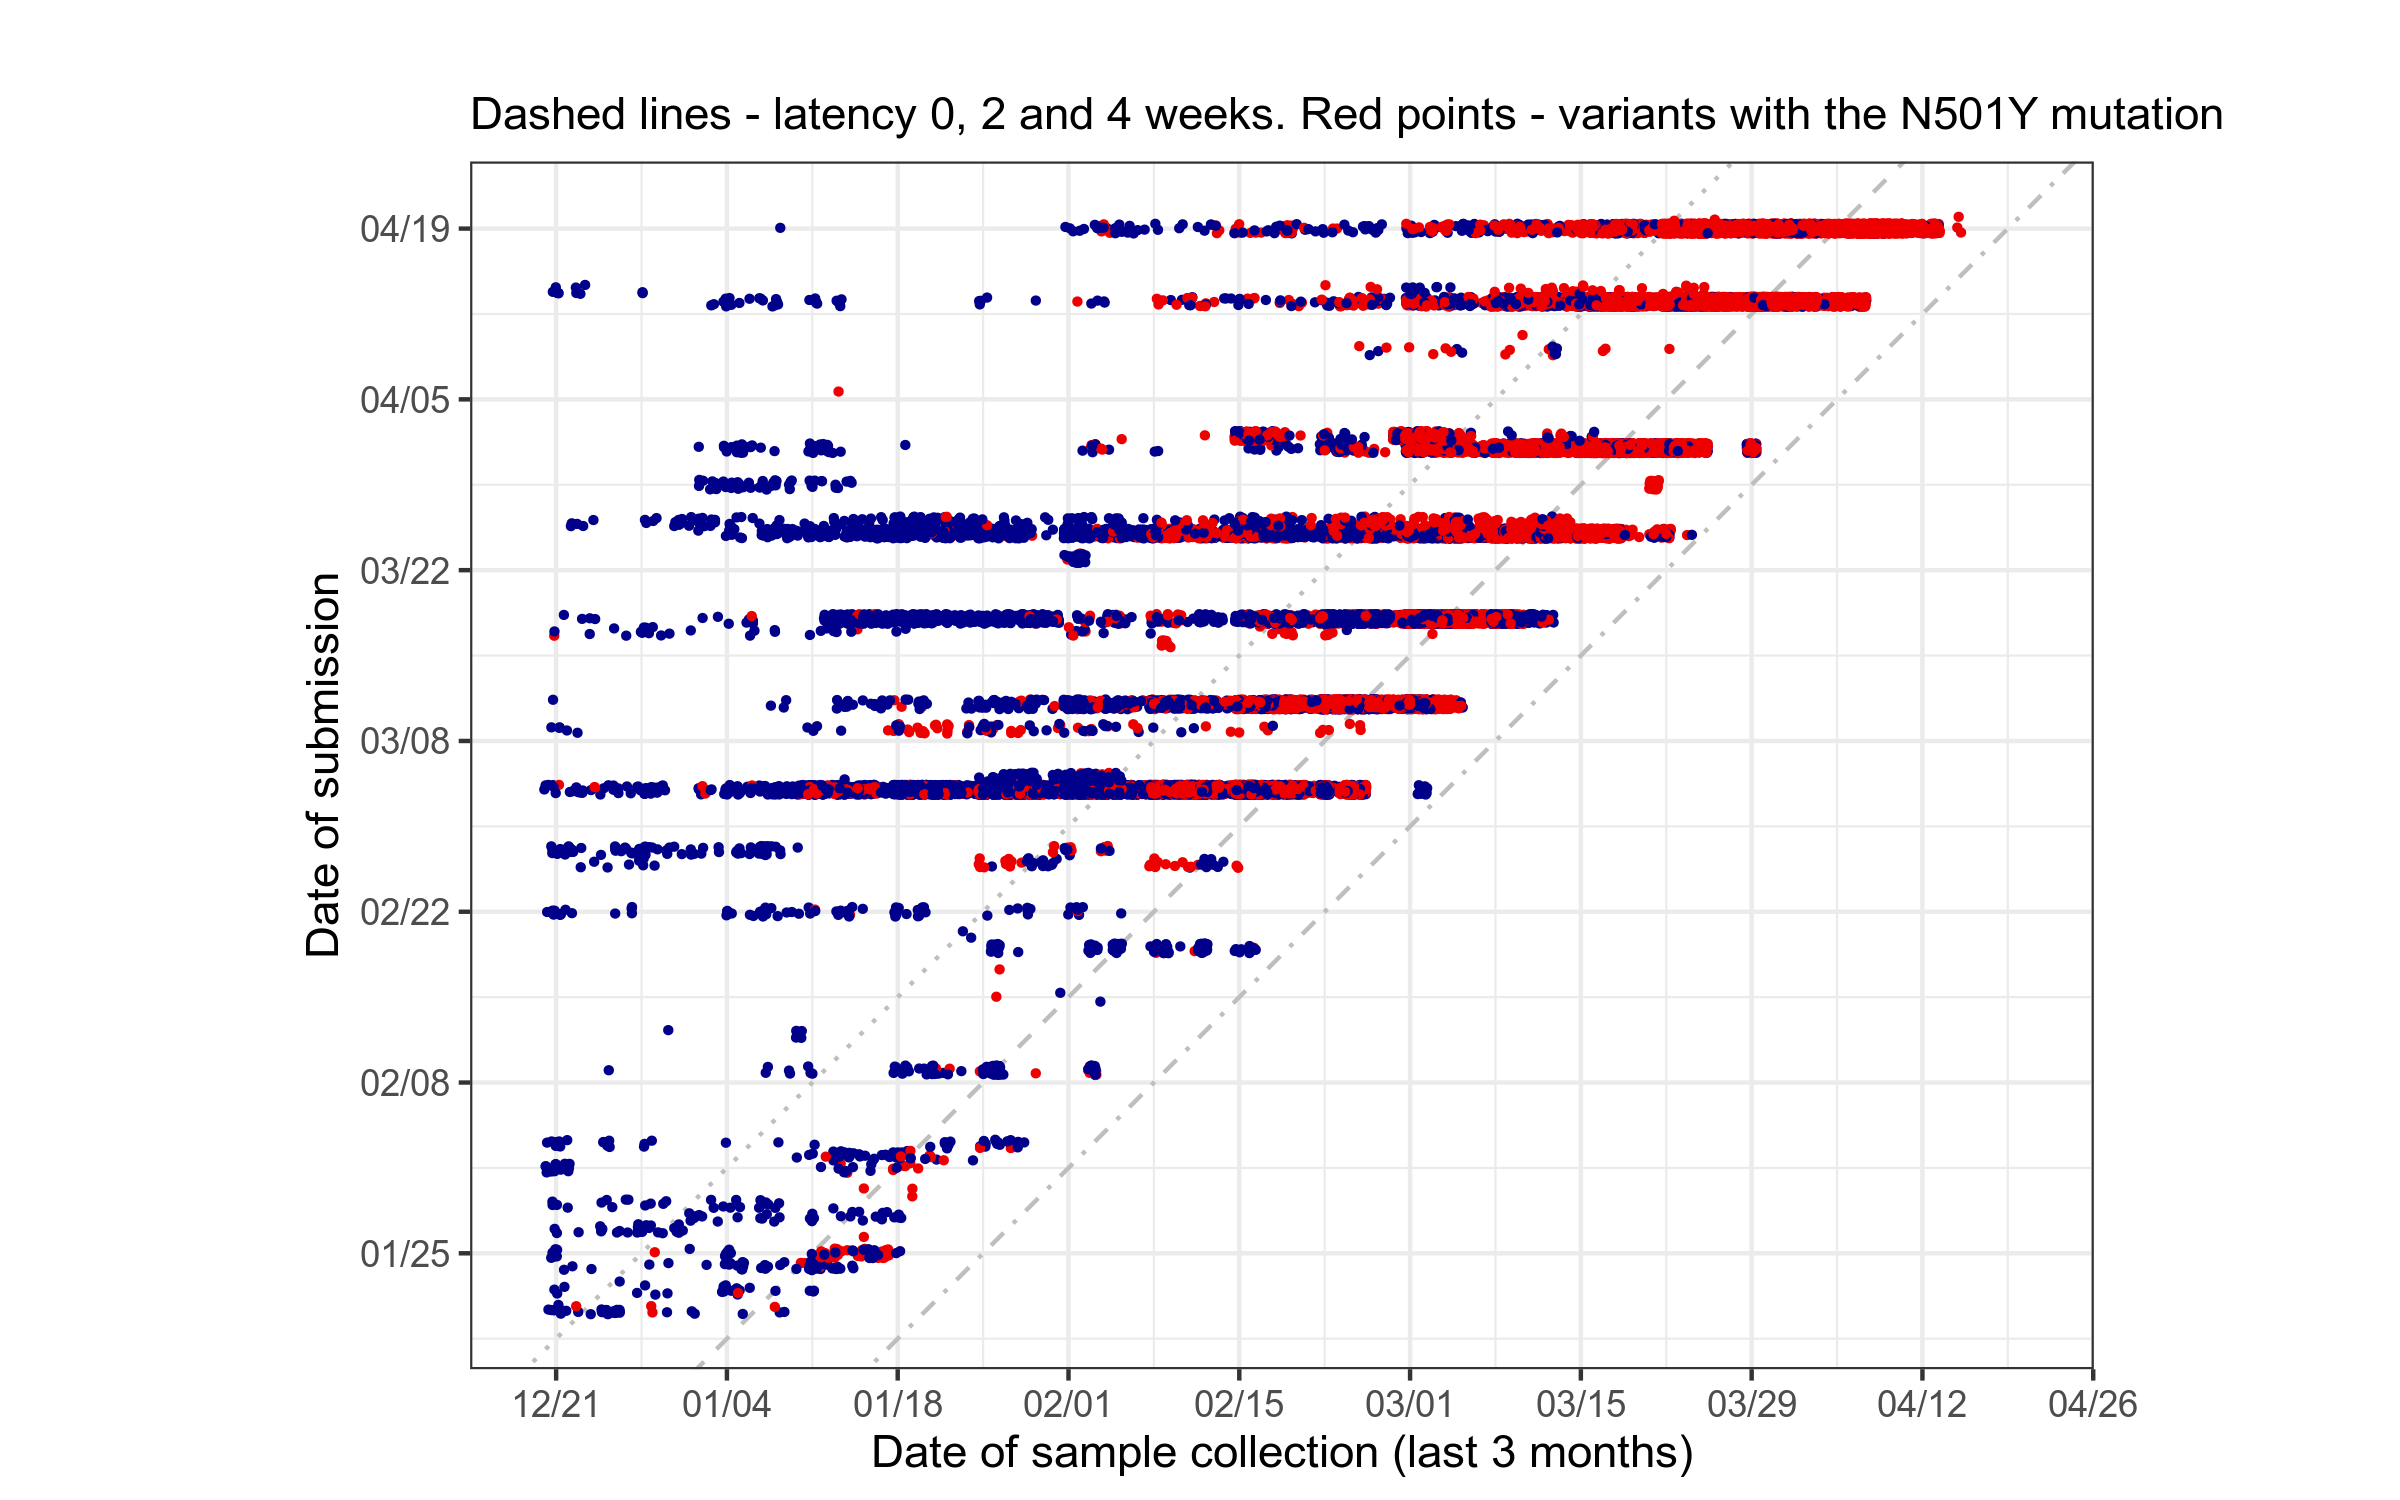 Dashed lines - latency 0, 2 and 4 weeks. Red points - variants with the N501Y mutation
Date of submission
04/19
04/05
03/22
03/08
02/22
02/08
01/25
12/21 01/04 01/18 02/01 02/15 03/01 03/15 03/29 04/12 04/26
Date of sample collection (last 3 months)